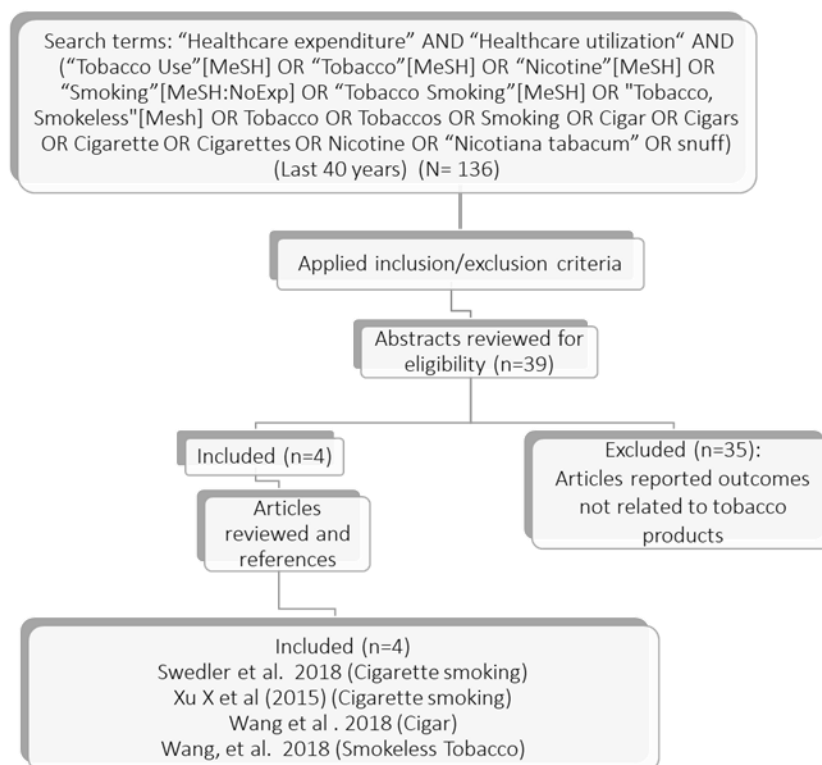 Search terms: “Healthcare expenditure” AND “Healthcare utilization“ AND
(“Tobacco Use”[MeSH] OR “Tobacco”[MeSH] OR “Nicotine”[MeSH] OR
“Smoking”[MeSH:NoExp] OR “Tobacco Smoking”[MeSH] OR "Tobacco,
Smokeless"[Mesh] OR Tobacco OR Tobaccos OR Smoking OR Cigar OR Cigars
OR Cigarette OR Cigarettes OR Nicotine OR “Nicotiana tabacum” OR snuff)
(Last 40 years) (N= 136)
Applied inclusion/exclusion criteria
Abstracts reviewed for
eligibility (n=39)
Included (n=4)
Excluded (n=35):
Articles reported outcomes
not related to tobacco
products
Articles
reviewed and
references
Included (n=4)
Swedler et al. 2018 (Cigarette smoking)
Xu X et al (2015) (Cigarette smoking)
Wang et al . 2018 (Cigar)
Wang, et al. 2018 (Smokeless Tobacco)